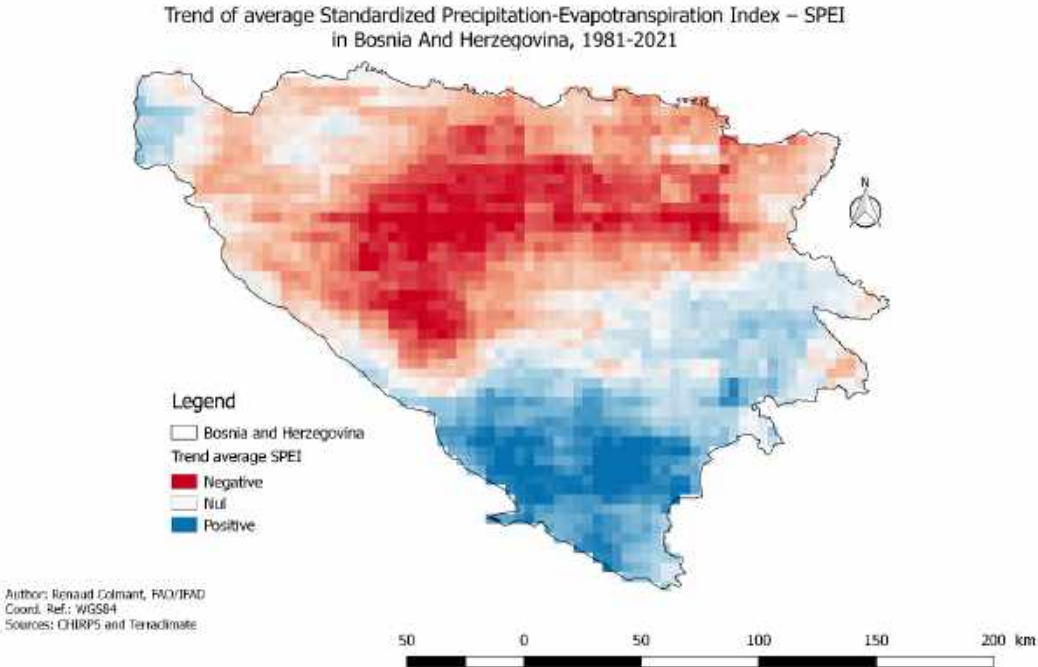 Trend of average Standardized Precipitation-Evapotranspiration Index – SPEI
in Bosnia And Herzegovina, 1981-2021
N
Legend
Bosnia and Herzegovina
Trend average SPEI
Negative
Nul
Positive
Author: Renaud Colmant, FAO/IFAD
Coord. Ref.: WGS84
Sources: CHIRPS and Terraclimate
50 0 50 100 150 200 km